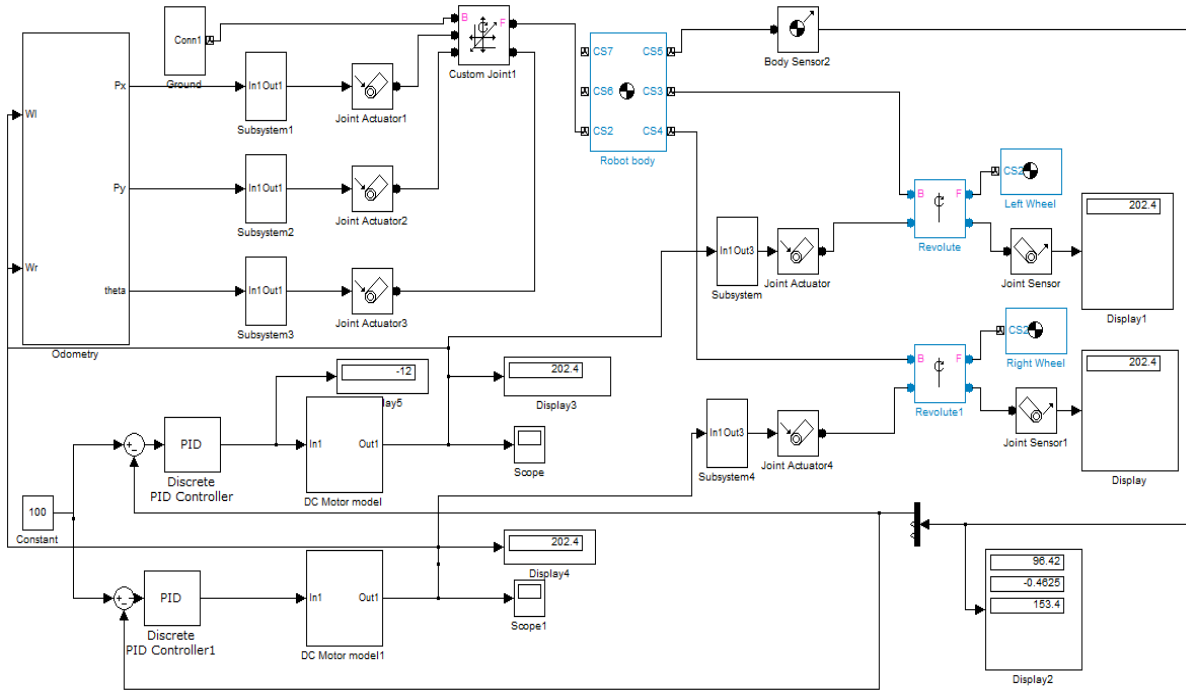 Conn1
Ground
Wl
Wr
Px
Py
theta
Odometry
In1 Out1
Subsystem1
Joint Actuator1
In1 Out1
Subsystem2
Joint Actuator2
In1 Out1
Subsystem3
Joint Actuator3
B
F
Custom Joint1
CS7
CS5
CS6
CS3
CS2
CS4
Robot body
Body Sensor2
CS2
Left Wheel
B
F
Revolute
Joint Sensor
202.4
Display1
In1 Out3
Subsystem
Joint Actuator
CS2
Right Wheel
B
F
Revolute1
Joint Sensor1
202.4
Display
In1 Out3
Subsystem4
Joint Actuator4
-12
lay5
202.4
Display3
PID
Discrete
PID Controller
In1
Out1
DC Motor model
Scope
100
Constant
202.4
Display4
PID
Discrete
PID Controller1
In1
Out1
DC Motor model1
Scope1
96.42
-0.4625
153.4
Display2